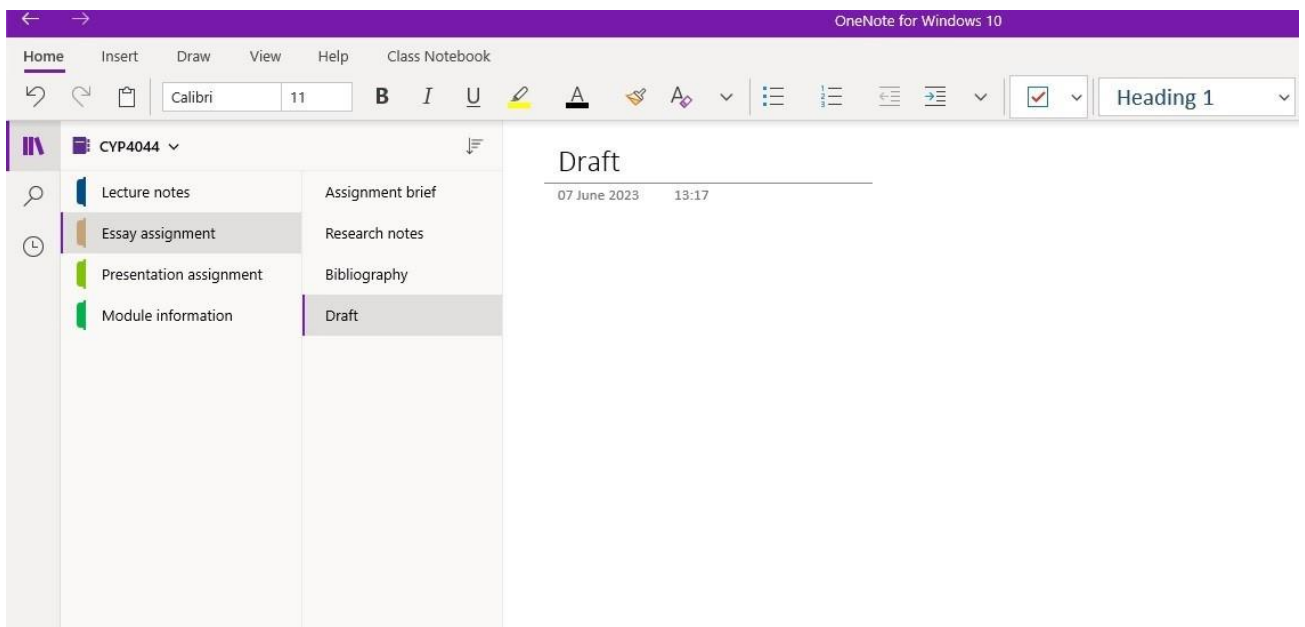 OneNote for Windows 10
Home Insert Draw View Help Class Notebook
Calibri 11 B I U A A Heading 1
CYP4044
Lecture notes
Essay assignment
Presentation assignment
Module information
Assignment brief
Research notes
Bibliography
Draft
Draft
07 June 2023 13:17